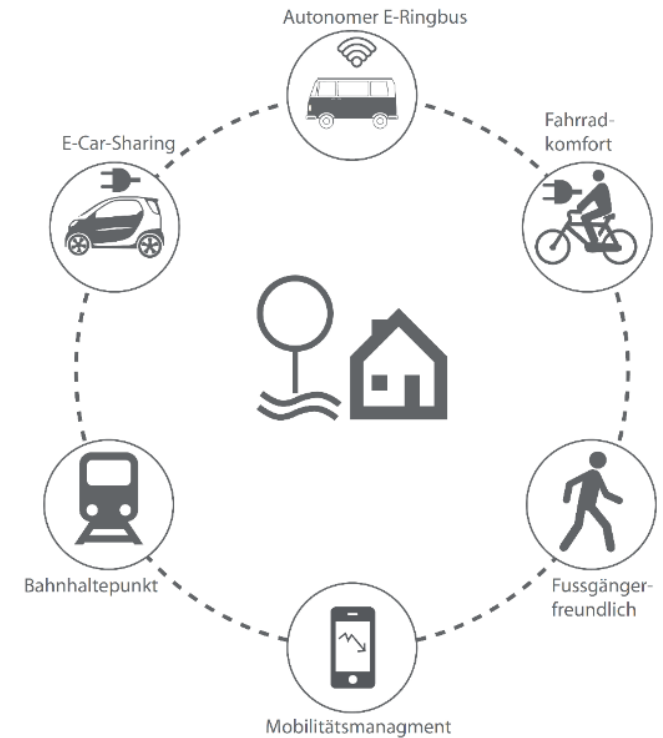 Autonomer E-Ringbus
E-Car-Sharing
Fahrrad-
komfort
Bahnhaltepunkt
Fussgänger-
freundlich
Mobilitätsmanagment